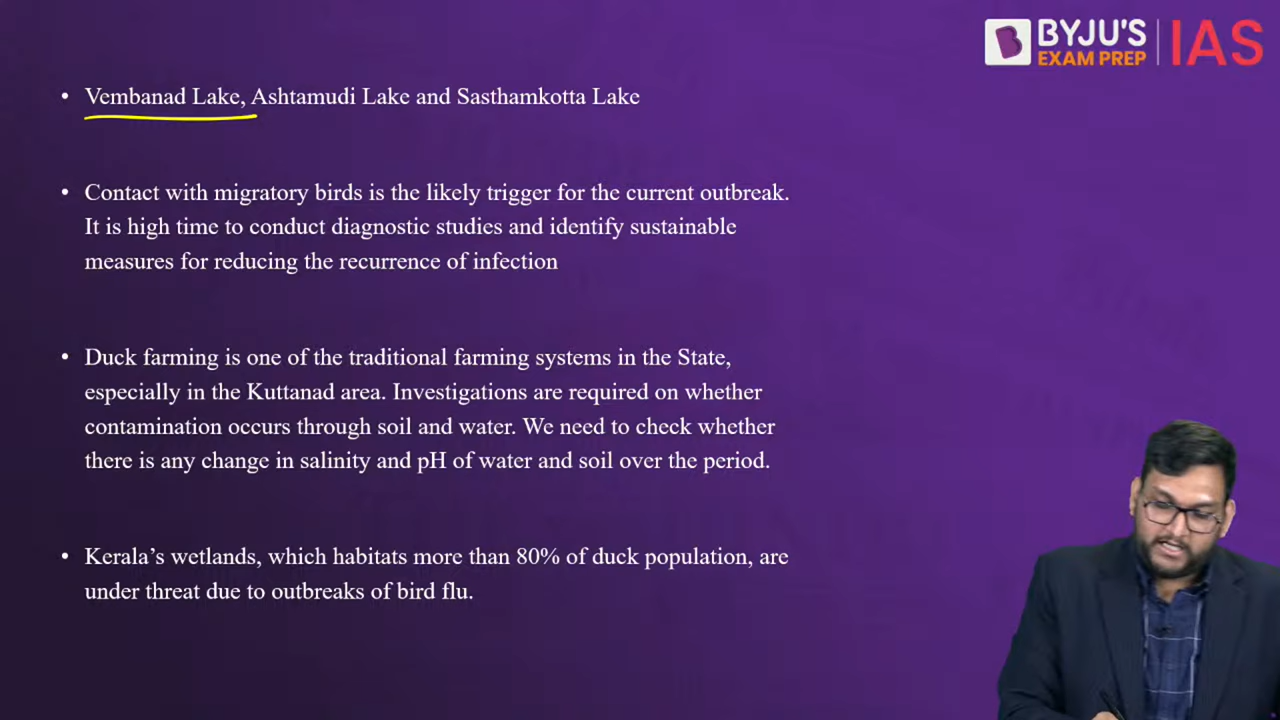 BYJU'S
EXAM PREP
IAS
• Vembanad Lake, Ashtamudi Lake and Sasthamkotta Lake
• Contact with migratory birds is the likely trigger for the current outbreak.
It is high time to conduct diagnostic studies and identify sustainable
measures for reducing the recurrence of infection
• Duck farming is one of the traditional farming systems in the State,
especially in the Kuttanad area. Investigations are required on whether
contamination occurs through soil and water. We need to check whether
there is any change in salinity and pH of water and soil over the period.
• Kerala’s wetlands, which habitats more than 80% of duck population, are
under threat due to outbreaks of bird flu.